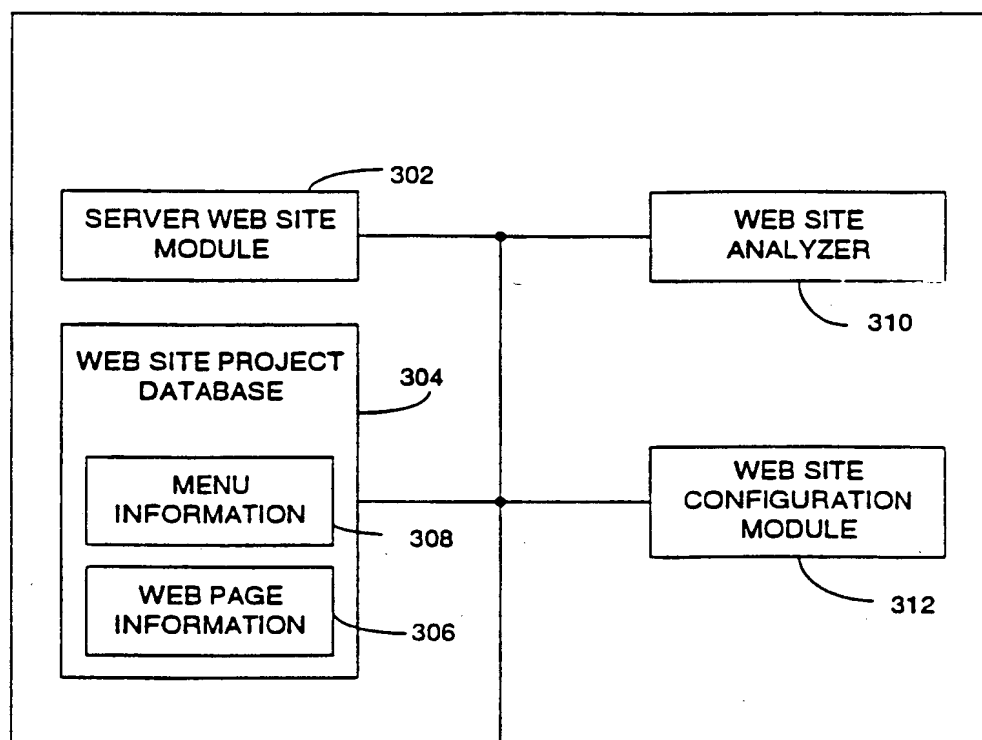 302
SERVER WEB SITE
MODULE
WEB SITE
ANALYZER
310
WEB SITE PROJECT
DATABASE
304
MENU
INFORMATION
308
WEB PAGE
INFORMATION
306
WEB SITE
CONFIGURATION
MODULE
312